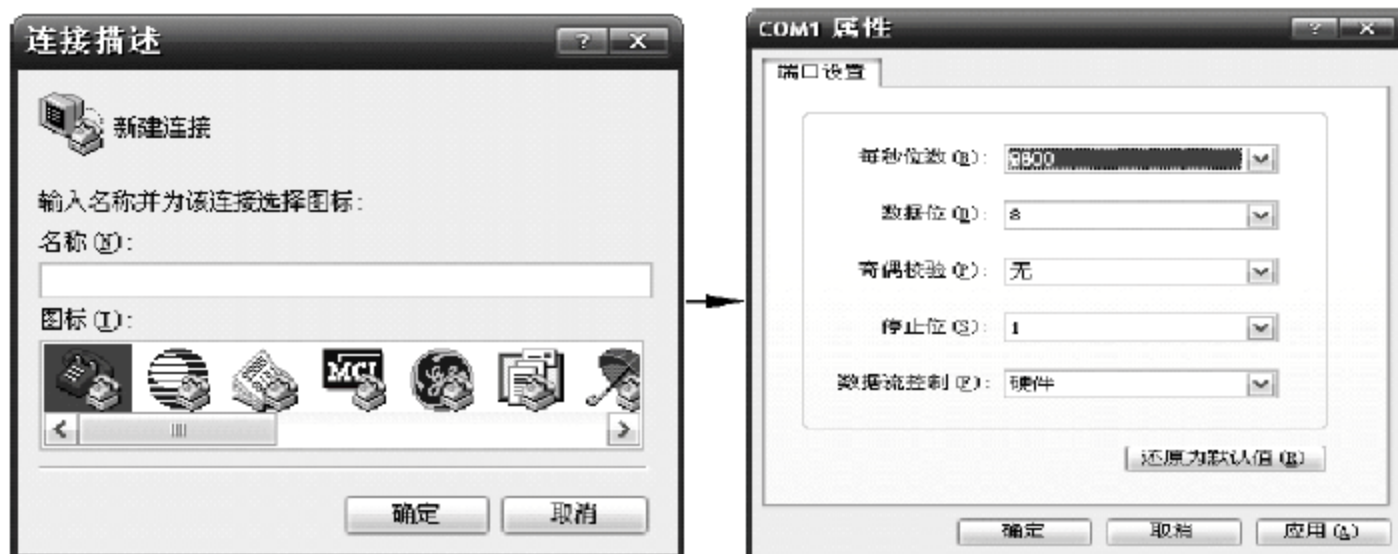 连接描述
新建连接
输入名称并为该连接选择图标:
名称(N):
图标(I):
MCI
确定 取消
COM1 属性
端口设置
每秒位数(B): 9600
数据位(D): 8
奇偶校验(P): 无
停止位(S): 1
数据流控制(F): 硬件
还原为默认值(R)
确定 取消 应用(A)